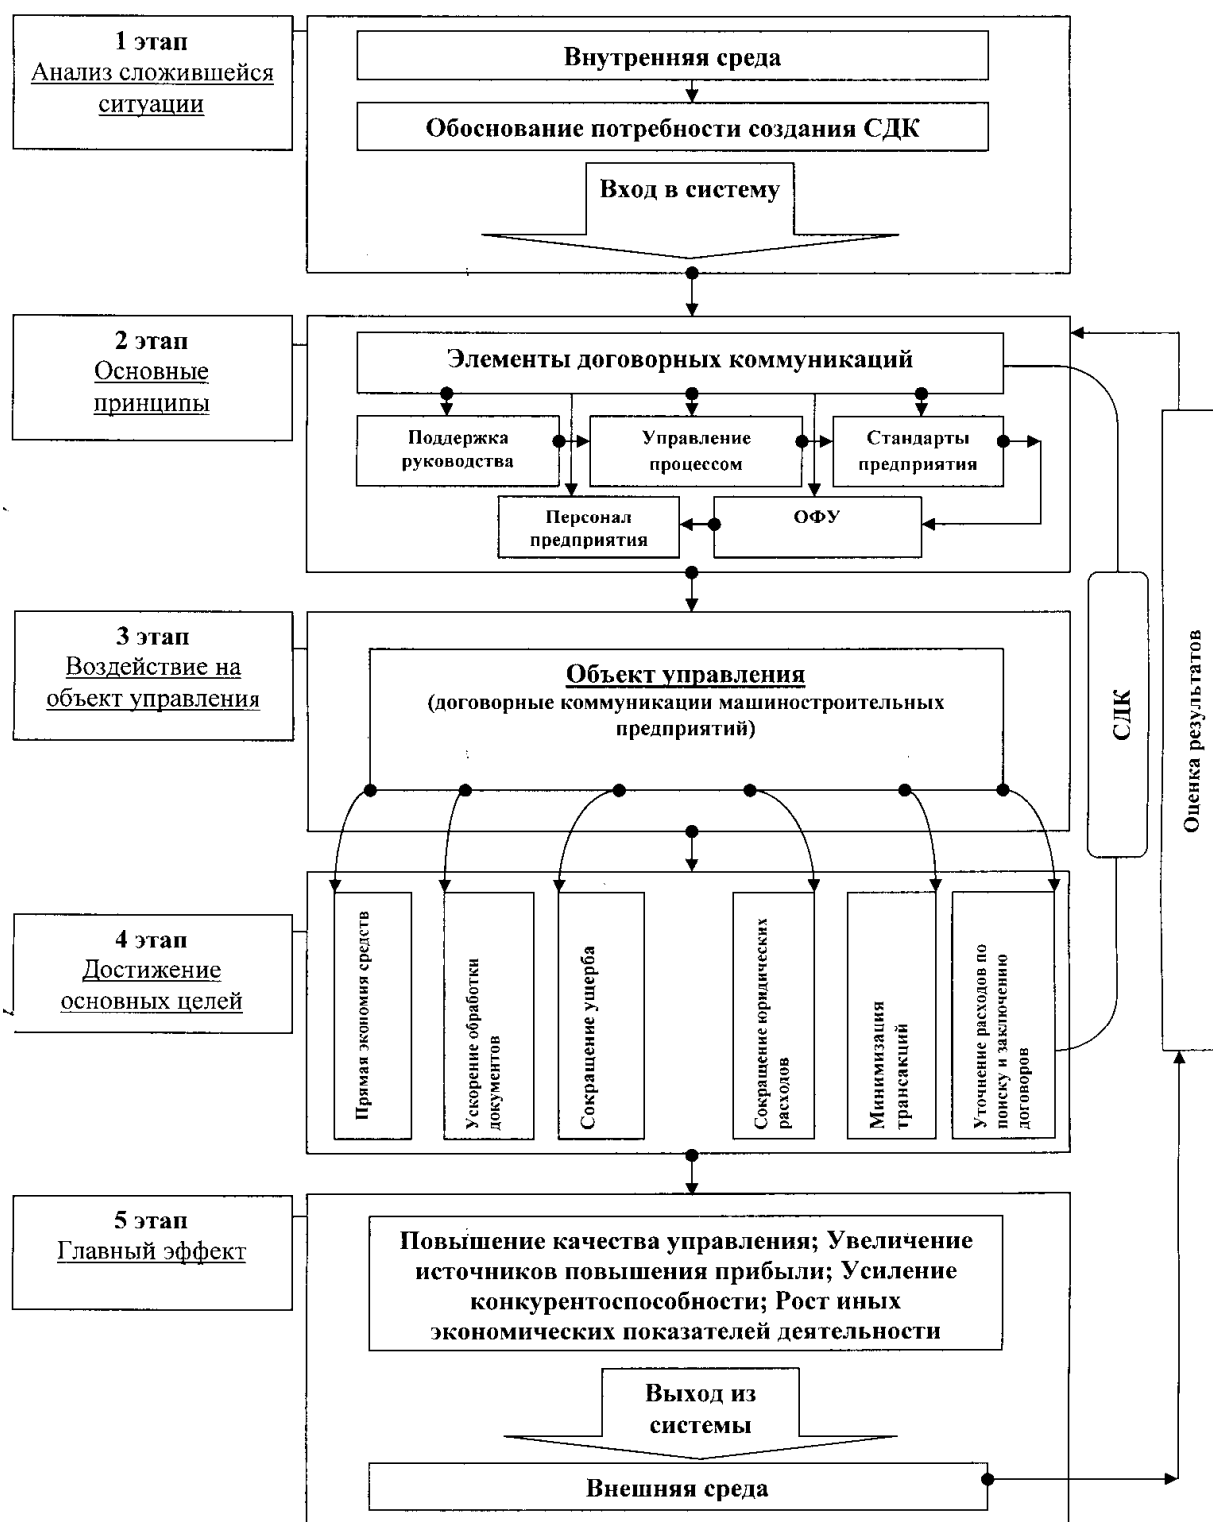 1 этап
Анализ сложившейся
ситуации
Внутренняя среда
Обоснование потребности создания СДК
Вход в систему
2 этап
Основные
принципы
Элементы договорных коммуникаций
Поддержка
руководства
Управление
процессом
Стандарты
предприятия
Персонал
предприятия
ОФУ
3 этап
Воздействие на
объект управления
Объект управления
(договорные коммуникации машиностроительных
предприятий)
СДК
Оценка результатов
4 этап
Достижение
основных целей
Прямая экономия средств
Ускорение обработки
документов
Сокращение ущерба
Сокращение юридических
расходов
Минимизация
трансакций
Уточнение расходов по
поиску и заключению
договоров
5 этап
Главный эффект
Повышение качества управления; Увеличение
источников повышения прибыли; Усиление
конкурентоспособности; Рост иных
экономических показателей деятельности
Выход из
системы
Внешняя среда